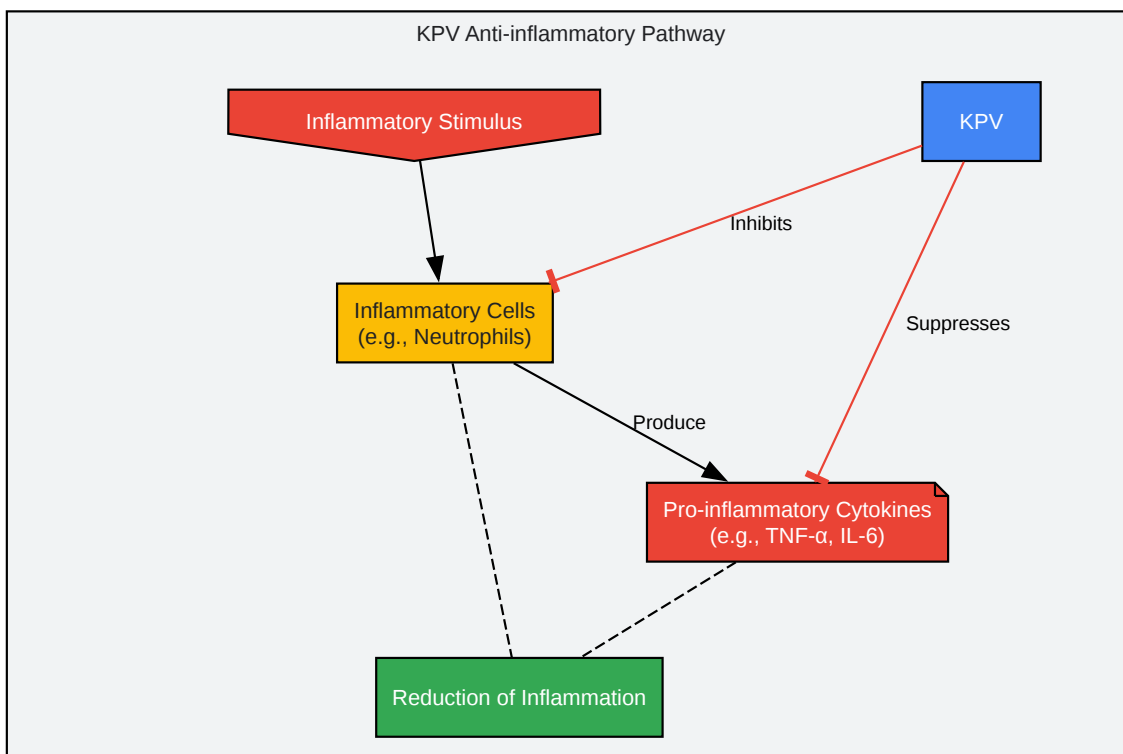 KPV Anti-inflammatory Pathway
Inflammatory Stimulus
KPV
Inhibits
Inflammatory Cells
(e.g., Neutrophils)
Suppresses
Produce
Pro-inflammatory Cytokines
(e.g., TNF-α, IL-6)
Reduction of Inflammation